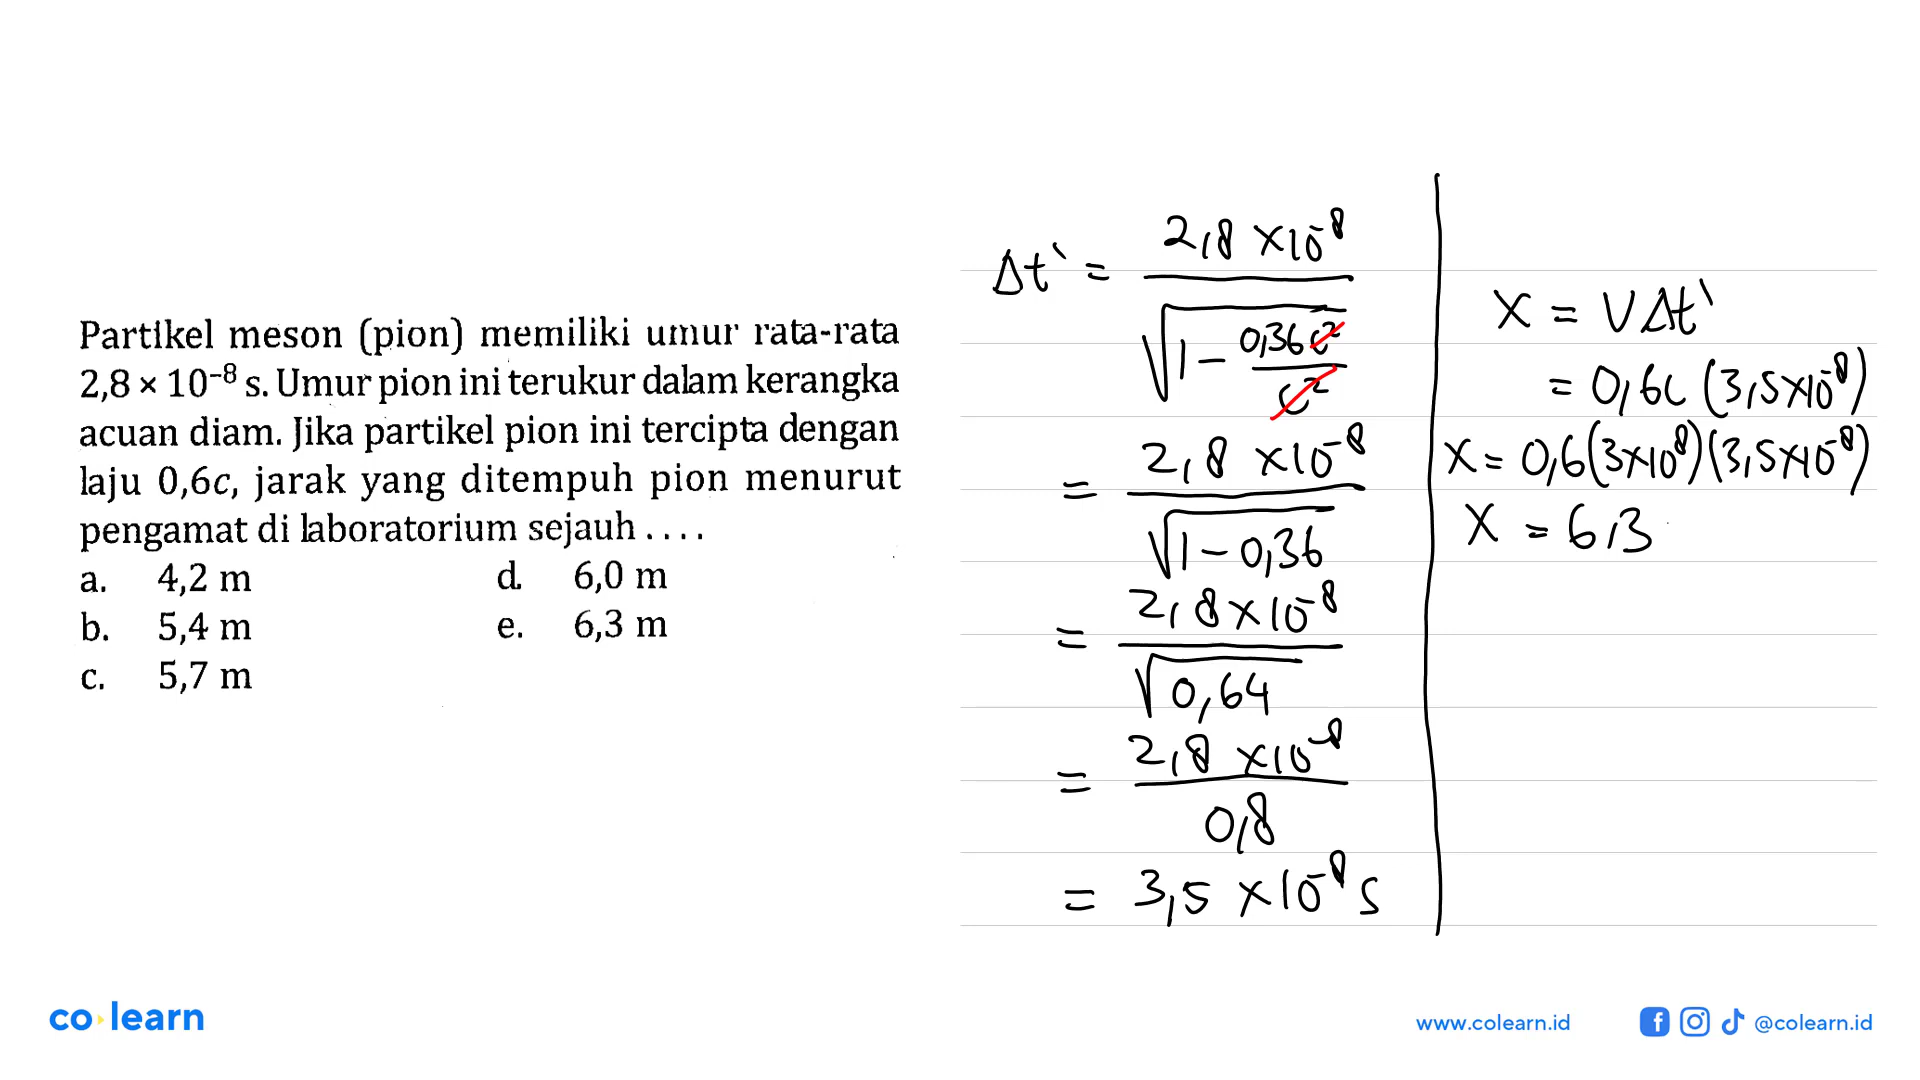 Partikel meson (pion) memiliki umur rata-rata
2,8 × 10⁻⁸ s. Umur pion ini terukur dalam kerangka
acuan diam. Jika partikel pion ini tercipta dengan
laju 0,6c, jarak yang ditempuh pion menurut
pengamat di laboratorium sejauh . . . .
a. 4,2 m d. 6,0 m
b. 5,4 m e. 6,3 m
c. 5,7 m
Δt' = 2,8 × 10⁻⁸ / √(1 - 0,36c²/c²)
= 2,8 × 10⁻⁸ / √(1 - 0,36)
= 2,8 × 10⁻⁸ / √0,64
= 2,8 × 10⁻⁸ / 0,8
= 3,5 × 10⁻⁸ s
x = v Δt'
= 0,6c (3,5×10⁻⁸)
x = 0,6(3×10⁸)(3,5×10⁻⁸)
x = 6,3
co learn
www.colearn.id
@colearn.id